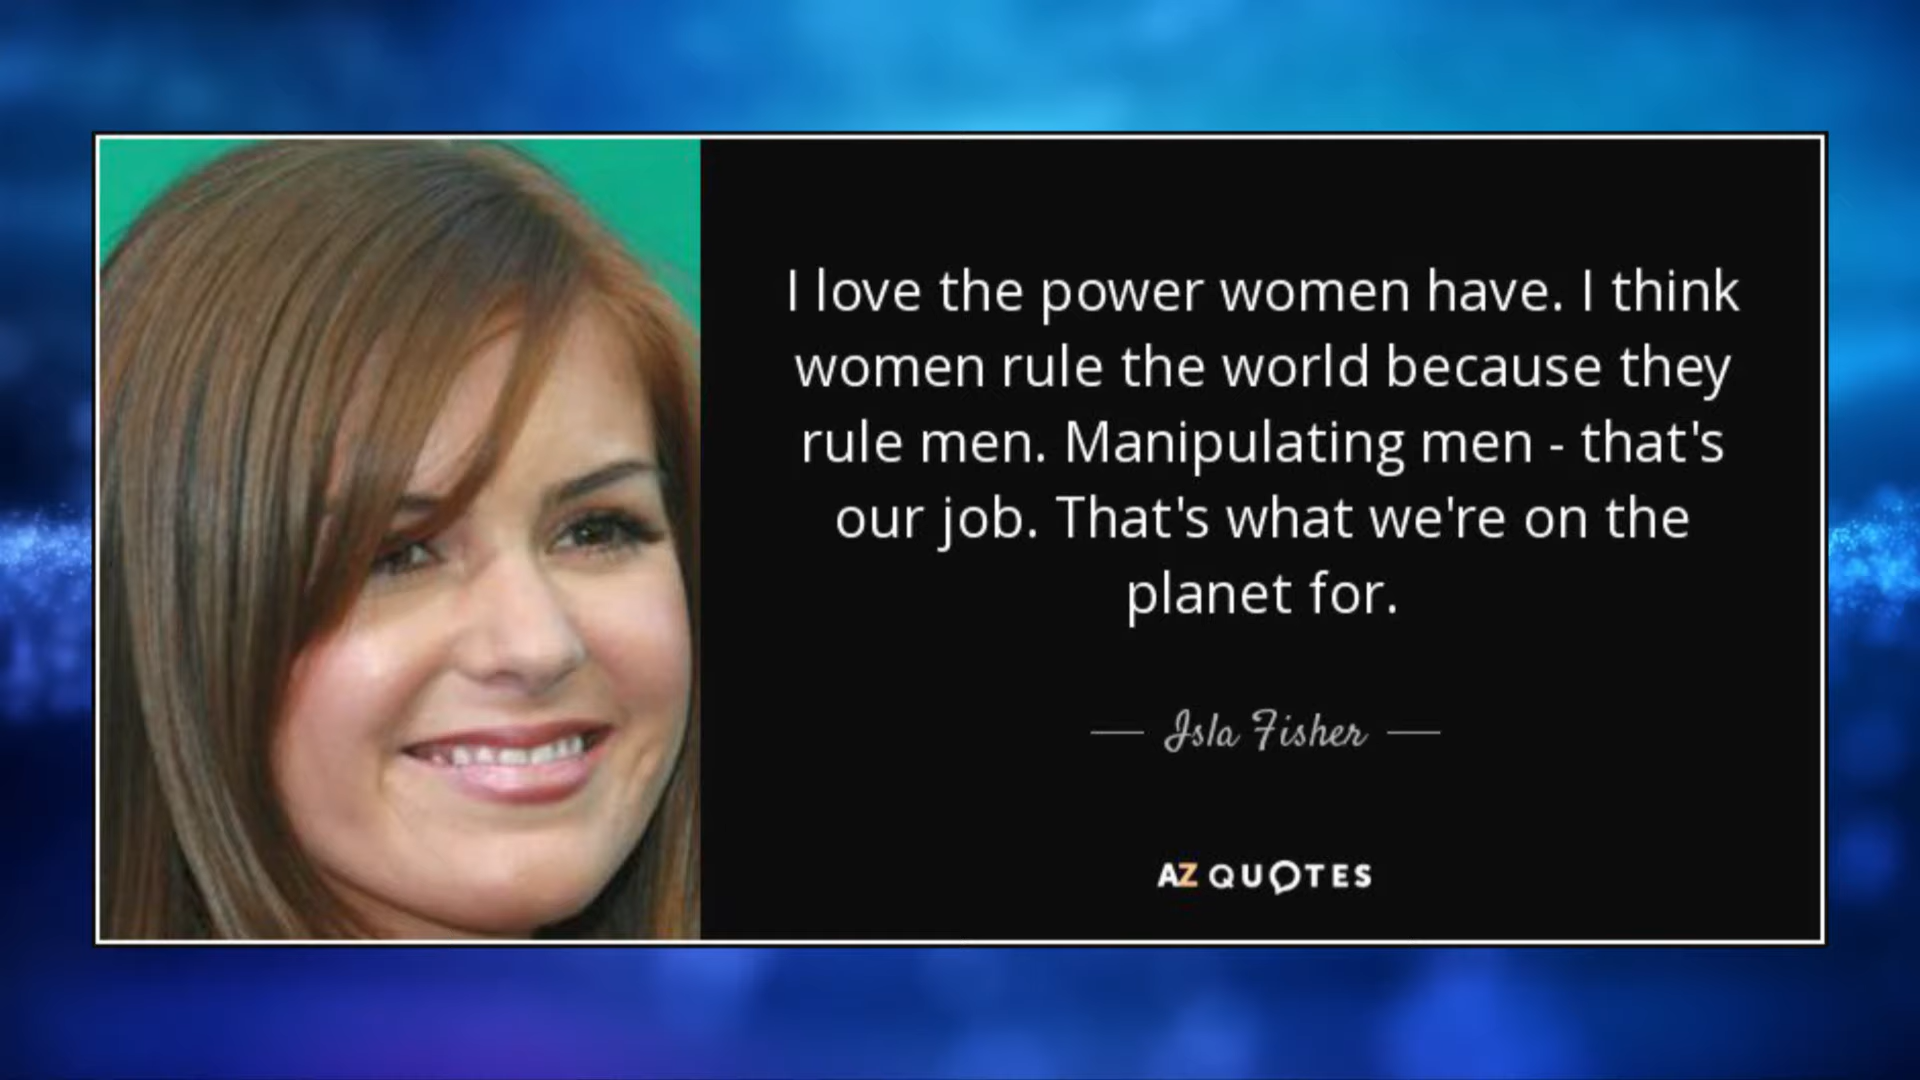 I love the power women have. I think
women rule the world because they
rule men. Manipulating men - that's
our job. That's what we're on the
planet for.
Isla Fisher
AZ QUOTES